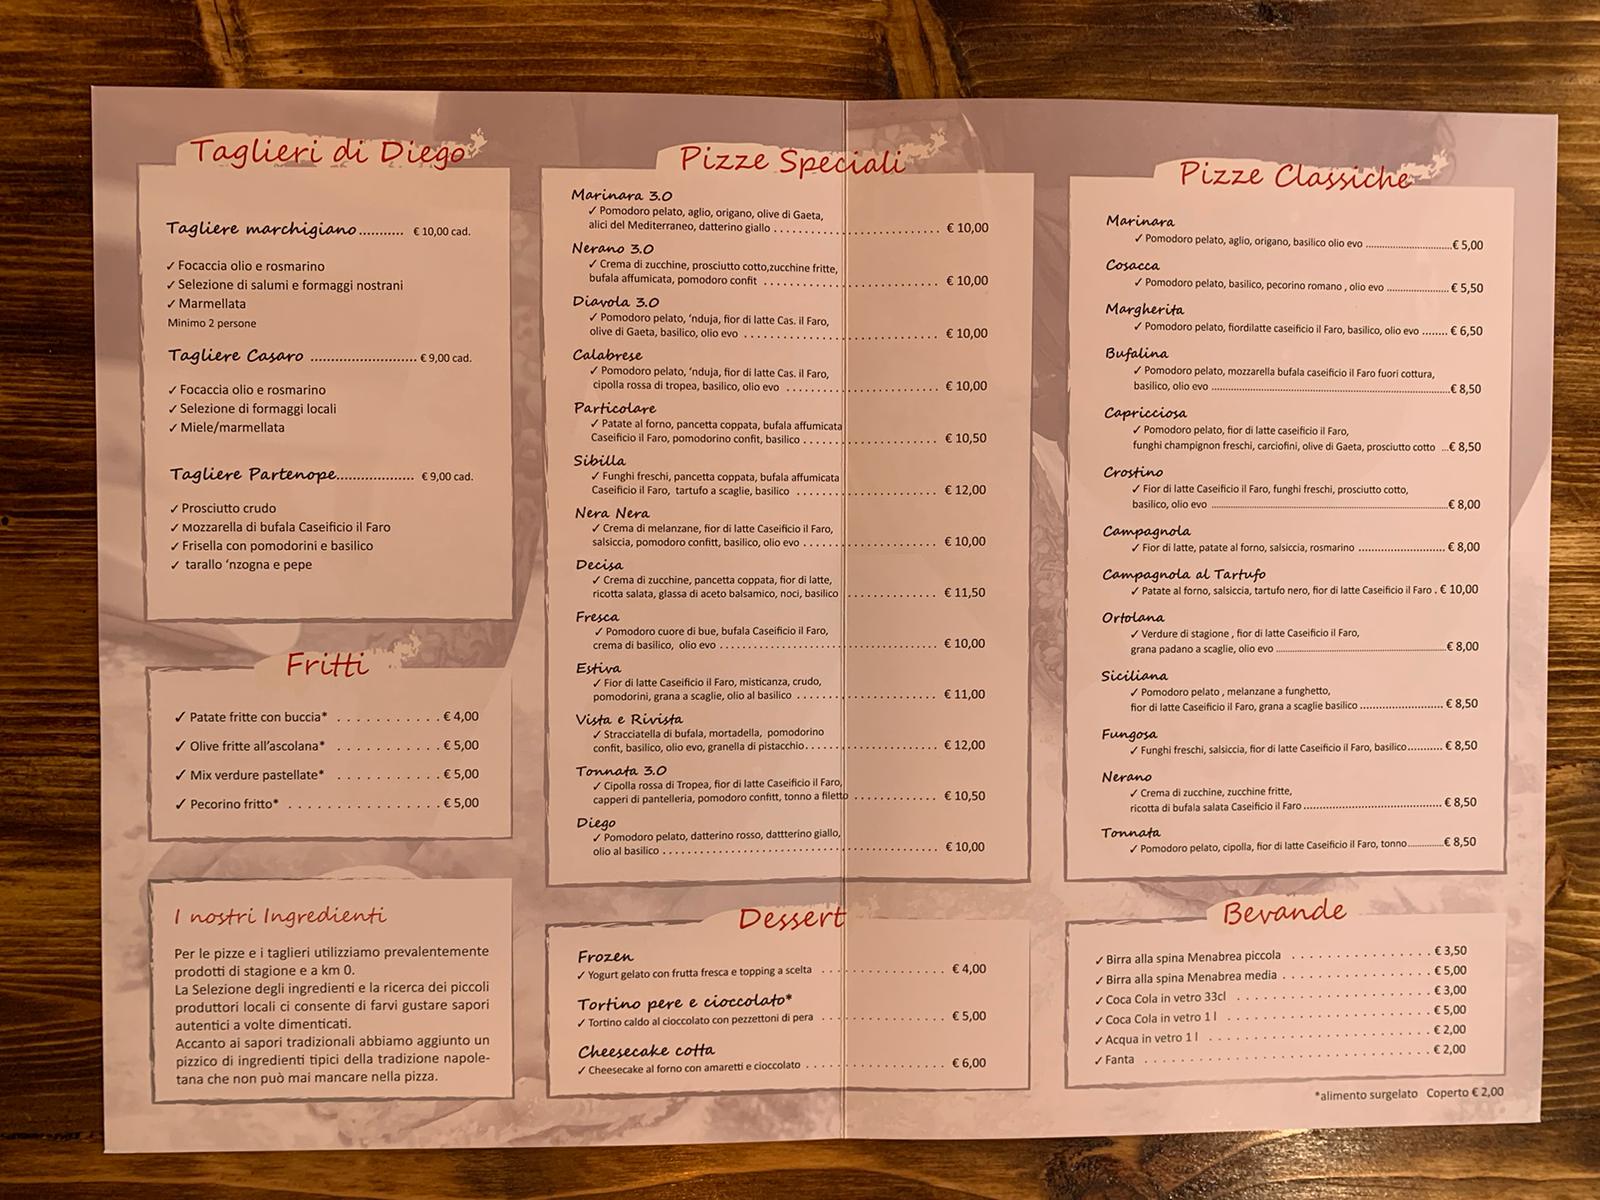 Taglieri di Diego
Tagliere marchigiano........... € 10,00 cad.
✓ Focaccia olio e rosmarino
✓ Selezione di salumi e formaggi nostrani
✓ Marmellata
Minimo 2 persone
Tagliere Casaro ......................... € 9,00 cad.
✓ Focaccia olio e rosmarino
✓ Selezione di formaggi locali
✓ Miele/marmellata
Tagliere Partenope.................. € 9,00 cad.
✓ Prosciutto crudo
✓ Mozzarella di bufala Caseificio il Faro
✓ Frisella con pomodorini e basilico
✓ tarallo ‘nzogna e pepe
Fritti
✓ Patate fritte con buccia* . . . . . . . . . . . € 4,00
✓ Olive fritte all’ascolana* . . . . . . . . . . . € 5,00
✓ Mix verdure pastellate* . . . . . . . . . . . € 5,00
✓ Pecorino fritto* . . . . . . . . . . . . . . . . € 5,00
I nostri Ingredienti
Per le pizze e i taglieri utilizziamo prevalentemente
prodotti di stagione e a km 0.
La Selezione degli ingredienti e la ricerca dei piccoli
produttori locali ci consente di farvi gustare sapori
autentici a volte dimenticati.
Accanto ai sapori tradizionali abbiamo aggiunto un
pizzico di ingredienti tipici della tradizione napole-
tana che non può mai mancare nella pizza.
Pizze Speciali
Marinara 3.0
✓ Pomodoro pelato, aglio, origano, olive di Gaeta,
alici del Mediterraneo, datterino giallo . . . . . . . . . . € 10,00
Nerano 3.0
✓ Crema di zucchine, prosciutto cotto,zucchine fritte,
bufala affumicata, pomodoro confit . . . . . . . . . . € 10,00
Diavola 3.0
✓ Pomodoro pelato, ‘nduja, fior di latte Cas. il Faro,
olive di Gaeta, basilico, olio evo . . . . . . . . . . € 10,00
Calabrese
✓ Pomodoro pelato, ‘nduja, fior di latte Cas. il Faro,
cipolla rossa di tropea, basilico, olio evo . . . . . . . . . . € 10,00
Particolare
✓ Patate al forno, pancetta coppata, bufala affumicata
Caseificio il Faro, pomodorino confit, basilico . . . . . . . . . . € 10,50
Sibilla
✓ Funghi freschi, pancetta coppata, bufala affumicata
Caseificio il Faro, tartufo a scaglie, basilico . . . . . . . . . . € 12,00
Nera Nera
✓ Crema di melanzane, fior di latte Caseificio il Faro,
salsiccia, pomodoro confitt, basilico, olio evo . . . . . . . . . . € 10,00
Decisa
✓ Crema di zucchine, pancetta coppata, fior di latte,
ricotta salata, glassa di aceto balsamico, noci, basilico . . . . . . . . . . € 11,50
Fresca
✓ Pomodoro cuore di bue, bufala Caseificio il Faro,
crema di basilico, olio evo . . . . . . . . . . € 10,00
Estiva
✓ Fior di latte Caseificio il Faro, misticanza, crudo,
pomodorini, grana a scaglie, olio al basilico . . . . . . . . . . € 11,00
Vista e Rivista
✓ Stracciatella di bufala, mortadella, pomodorino
confit, basilico, olio evo, granella di pistacchio. . . . . . . . . . € 12,00
Tonnata 3.0
✓ Cipolla rossa di Tropea, fior di latte Caseificio il Faro,
capperi di pantelleria, pomodoro confitt, tonno a filetto . . . . . . . . . . € 10,50
Diego
✓ Pomodoro pelato, datterino rosso, dattterino giallo,
olio al basilico . . . . . . . . . . € 10,00
Dessert
Frozen
✓ Yogurt gelato con frutta fresca e topping a scelta . . . . . . . . . . € 4,00
Tortino pere e cioccolato*
✓ Tortino caldo al cioccolato con pezzettoni di pera . . . . . . . . . . € 5,00
Cheesecake cotta
✓ Cheesecake al forno con amaretti e cioccolato . . . . . . . . . . € 6,00
Pizze Classiche
Marinara
✓ Pomodoro pelato, aglio, origano, basilico olio evo ..........................€ 5,00
Cosacca
✓ Pomodoro pelato, basilico, pecorino romano , olio evo ...................€ 5,50
Margherita
✓ Pomodoro pelato, fiordilatte caseificio il Faro, basilico, olio evo ........ € 6,50
Bufalina
✓ Pomodoro pelato, mozzarella bufala caseificio il Faro fuori cottura,
basilico, olio evo ..........................€ 8,50
Capricciosa
✓ Pomodoro pelato, fior di latte caseificio il Faro,
funghi champignon freschi, carciofini, olive di Gaeta, prosciutto cotto ...€ 8,50
Crostino
✓ Fior di latte Caseificio il Faro, funghi freschi, prosciutto cotto,
basilico, olio evo ..........................€ 8,00
Campagnola
✓ Fior di latte, patate al forno, salsiccia, rosmarino .......................... € 8,00
Campagnola al Tartufo
✓ Patate al forno, salsiccia, tartufo nero, fior di latte Caseificio il Faro . € 10,00
Ortolana
✓ Verdure di stagione , fior di latte Caseificio il Faro,
grana padano a scaglie, olio evo ..........................€ 8,00
Siciliana
✓ Pomodoro pelato , melanzane a funghetto,
fior di latte Caseificio il Faro, grana a scaglie basilico .......................... € 8,50
Fungosa
✓ Funghi freschi, salsiccia, fior di latte Caseificio il Faro, basilico........... € 8,50
Nerano
✓ Crema di zucchine, zucchine fritte,
ricotta di bufala salata Caseificio il Faro .......................... € 8,50
Tonnata
✓ Pomodoro pelato, cipolla, fior di latte Caseificio il Faro, tonno...........€ 8,50
Bevande
✓ Birra alla spina Menabrea piccola . . . . . . . . . . € 3,50
✓ Birra alla spina Menabrea media . . . . . . . . . . € 5,00
✓ Coca Cola in vetro 33cl . . . . . . . . . . € 3,00
✓ Coca Cola in vetro 1 l . . . . . . . . . . € 5,00
✓ Acqua in vetro 1 l . . . . . . . . . . € 2,00
✓ Fanta . . . . . . . . . . € 2,00
*alimento surgelato Coperto € 2,00